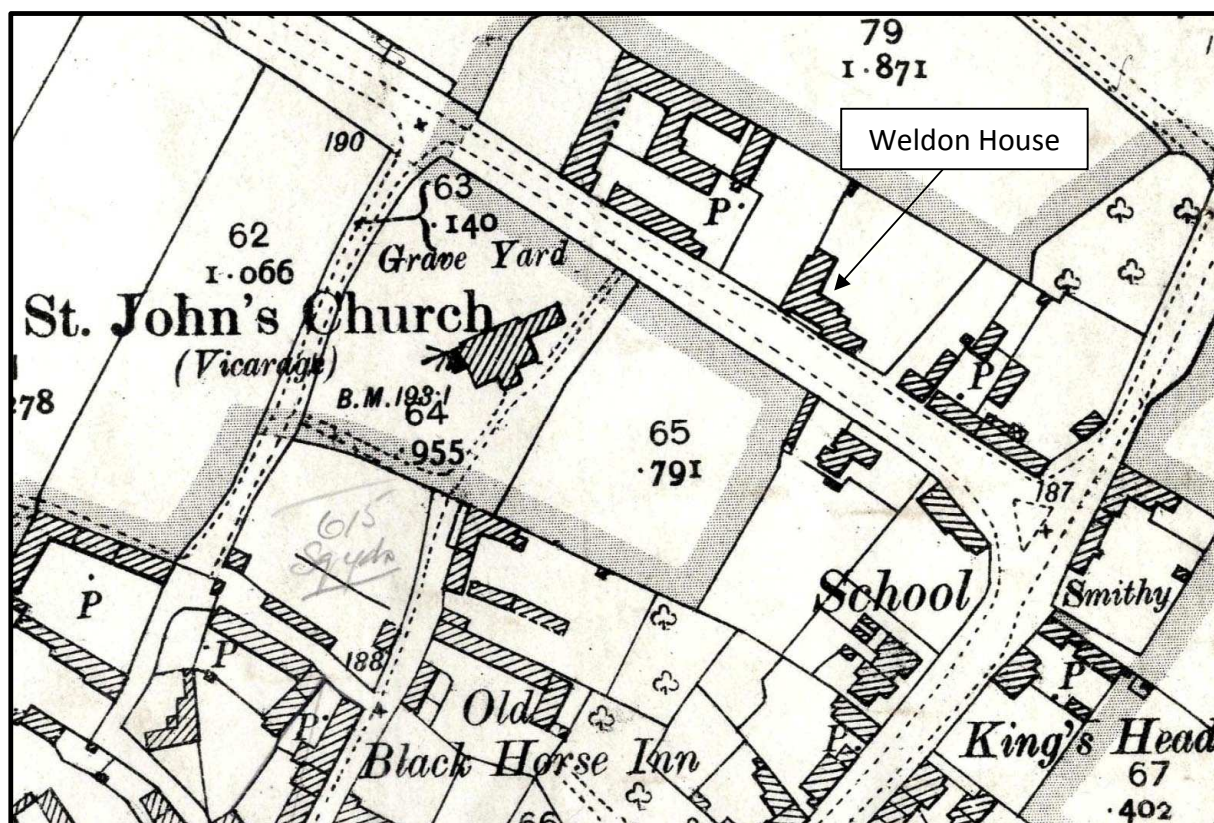 79
1·871
Weldon House
190
63
·140
Grave Yard
62
1·066
St. John's Church
(Vicarage)
B.M.193·1
278
64
·955
65
·791
187
615
Sq yds
P
P
School
Smithy
P
P
188
Old
Black Horse Inn
P
P
P
P
King's Head
67
·402
66